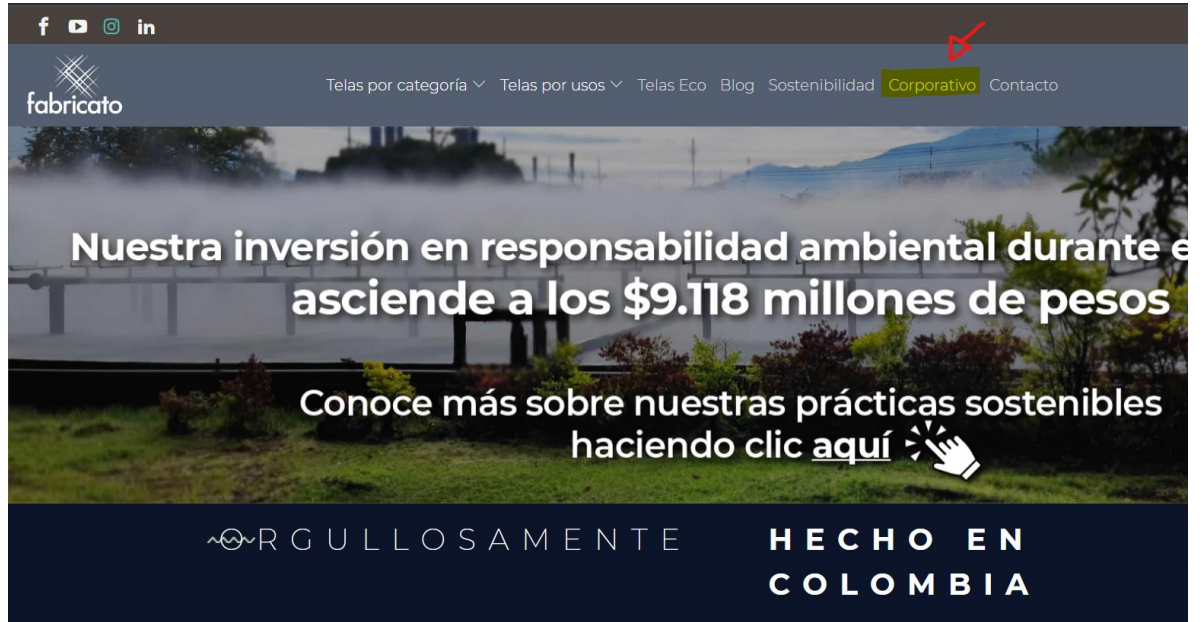 f in
fabricato
Telas por categoría Telas por usos Telas Eco Blog Sostenibilidad Corporativo Contacto
Nuestra inversión en responsabilidad ambiental durante e
asciende a los $9.118 millones de pesos
Conoce más sobre nuestras prácticas sostenibles
haciendo clic aquí
ORGULLOSAMENTE HECHO EN
COLOMBIA